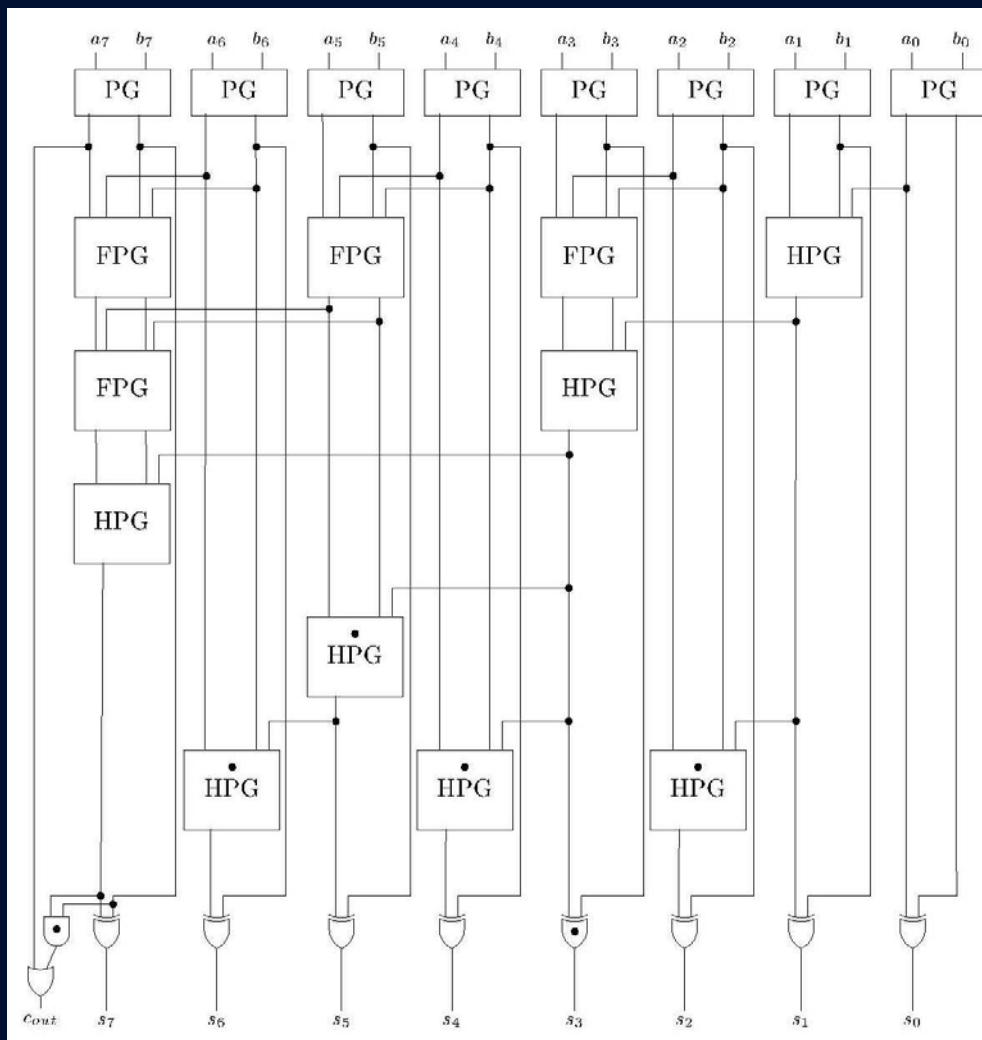 a7 b7 a6 b6 a5 b5 a4 b4 a3 b3 a2 b2 a1 b1 a0 b0
PG PG PG PG PG PG PG PG
FPG FPG FPG HPG
FPG HPG
HPG
HPG
HPG HPG HPG
cout s7 s6 s5 s4 s3 s2 s1 s0